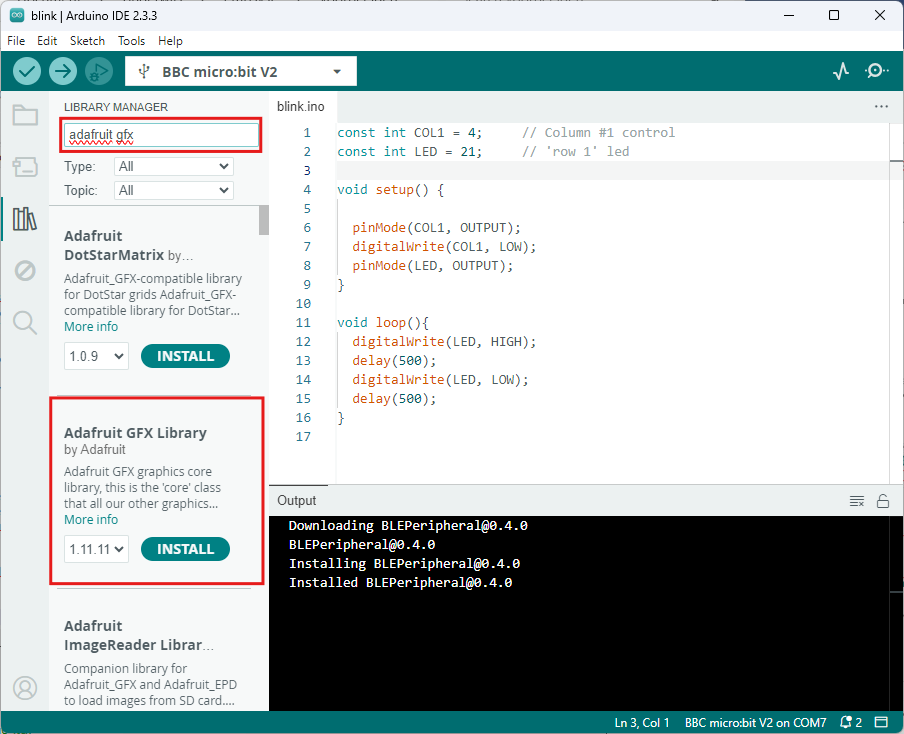 blink | Arduino IDE 2.3.3
File Edit Sketch Tools Help
BBC micro:bit V2
LIBRARY MANAGER
adafruit gfx
Type: All
Topic: All
Adafruit
DotStarMatrix by...
Adafruit_GFX-compatible library
for DotStar grids Adafruit_GFX-
compatible library for DotStar...
More info
1.0.9 INSTALL
Adafruit GFX Library
by Adafruit
Adafruit GFX graphics core
library, this is the 'core' class
that all our other graphics...
More info
1.11.11 INSTALL
Adafruit
ImageReader Librar...
Companion library for
Adafruit_GFX and Adafruit_EPD
to load images from SD card....
blink.ino
1 const int COL1 = 4;     // Column #1 control
2 const int LED = 21;     // 'row 1' led
3
4 void setup() {
5
6   pinMode(COL1, OUTPUT);
7   digitalWrite(COL1, LOW);
8   pinMode(LED, OUTPUT);
9 }
10
11 void loop(){
12   digitalWrite(LED, HIGH);
13   delay(500);
14   digitalWrite(LED, LOW);
15   delay(500);
16 }
17
Output
Downloading BLEPeripheral@0.4.0
BLEPeripheral@0.4.0
Installing BLEPeripheral@0.4.0
Installed BLEPeripheral@0.4.0
Ln 3, Col 1 BBC micro:bit V2 on COM7 2